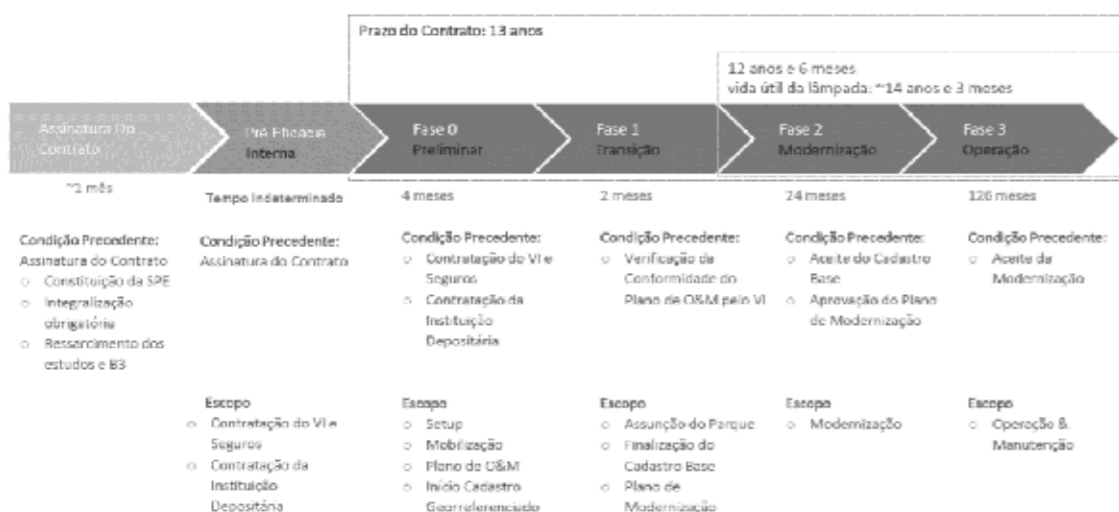 Prazo do Contrato: 13 anos
12 anos e 6 meses
vida útil da lâmpada: ~14 anos e 3 meses
Assinatura Do
Contrato
Pré Eficácia
Interna
Fase 0
Preliminar
Fase 1
Transição
Fase 2
Modernização
Fase 3
Operação
~1 mês
Tempo Indeterminado
4 meses
2 meses
24 meses
126 meses
Condição Precedente:
Assinatura do Contrato
○ Constituição da SPE
○ Integralização
obrigatória
○ Ressarcimento dos
estudos e B3
Condição Precedente:
Assinatura do Contrato
Condição Precedente:
○ Contratação do VI e
Seguros
○ Contratação da
Instituição
Depositária
Condição Precedente:
○ Verificação da
Conformidade do
Plano de O&M pelo VI
Condição Precedente:
○ Aceite do Cadastro
Base
○ Aprovação do Plano
de Modernização
Condição Precedente:
○ Aceite da
Modernização
Escopo
○ Contratação do VI e
Seguros
○ Contratação da
Instituição
Depositária
Escopo
○ Setup
○ Mobilização
○ Plano de O&M
○ Início Cadastro
Georreferenciado
Escopo
○ Assunção do Parque
○ Finalização do
Cadastro Base
○ Plano de
Modernização
Escopo
○ Modernização
Escopo
○ Operação &
Manutenção